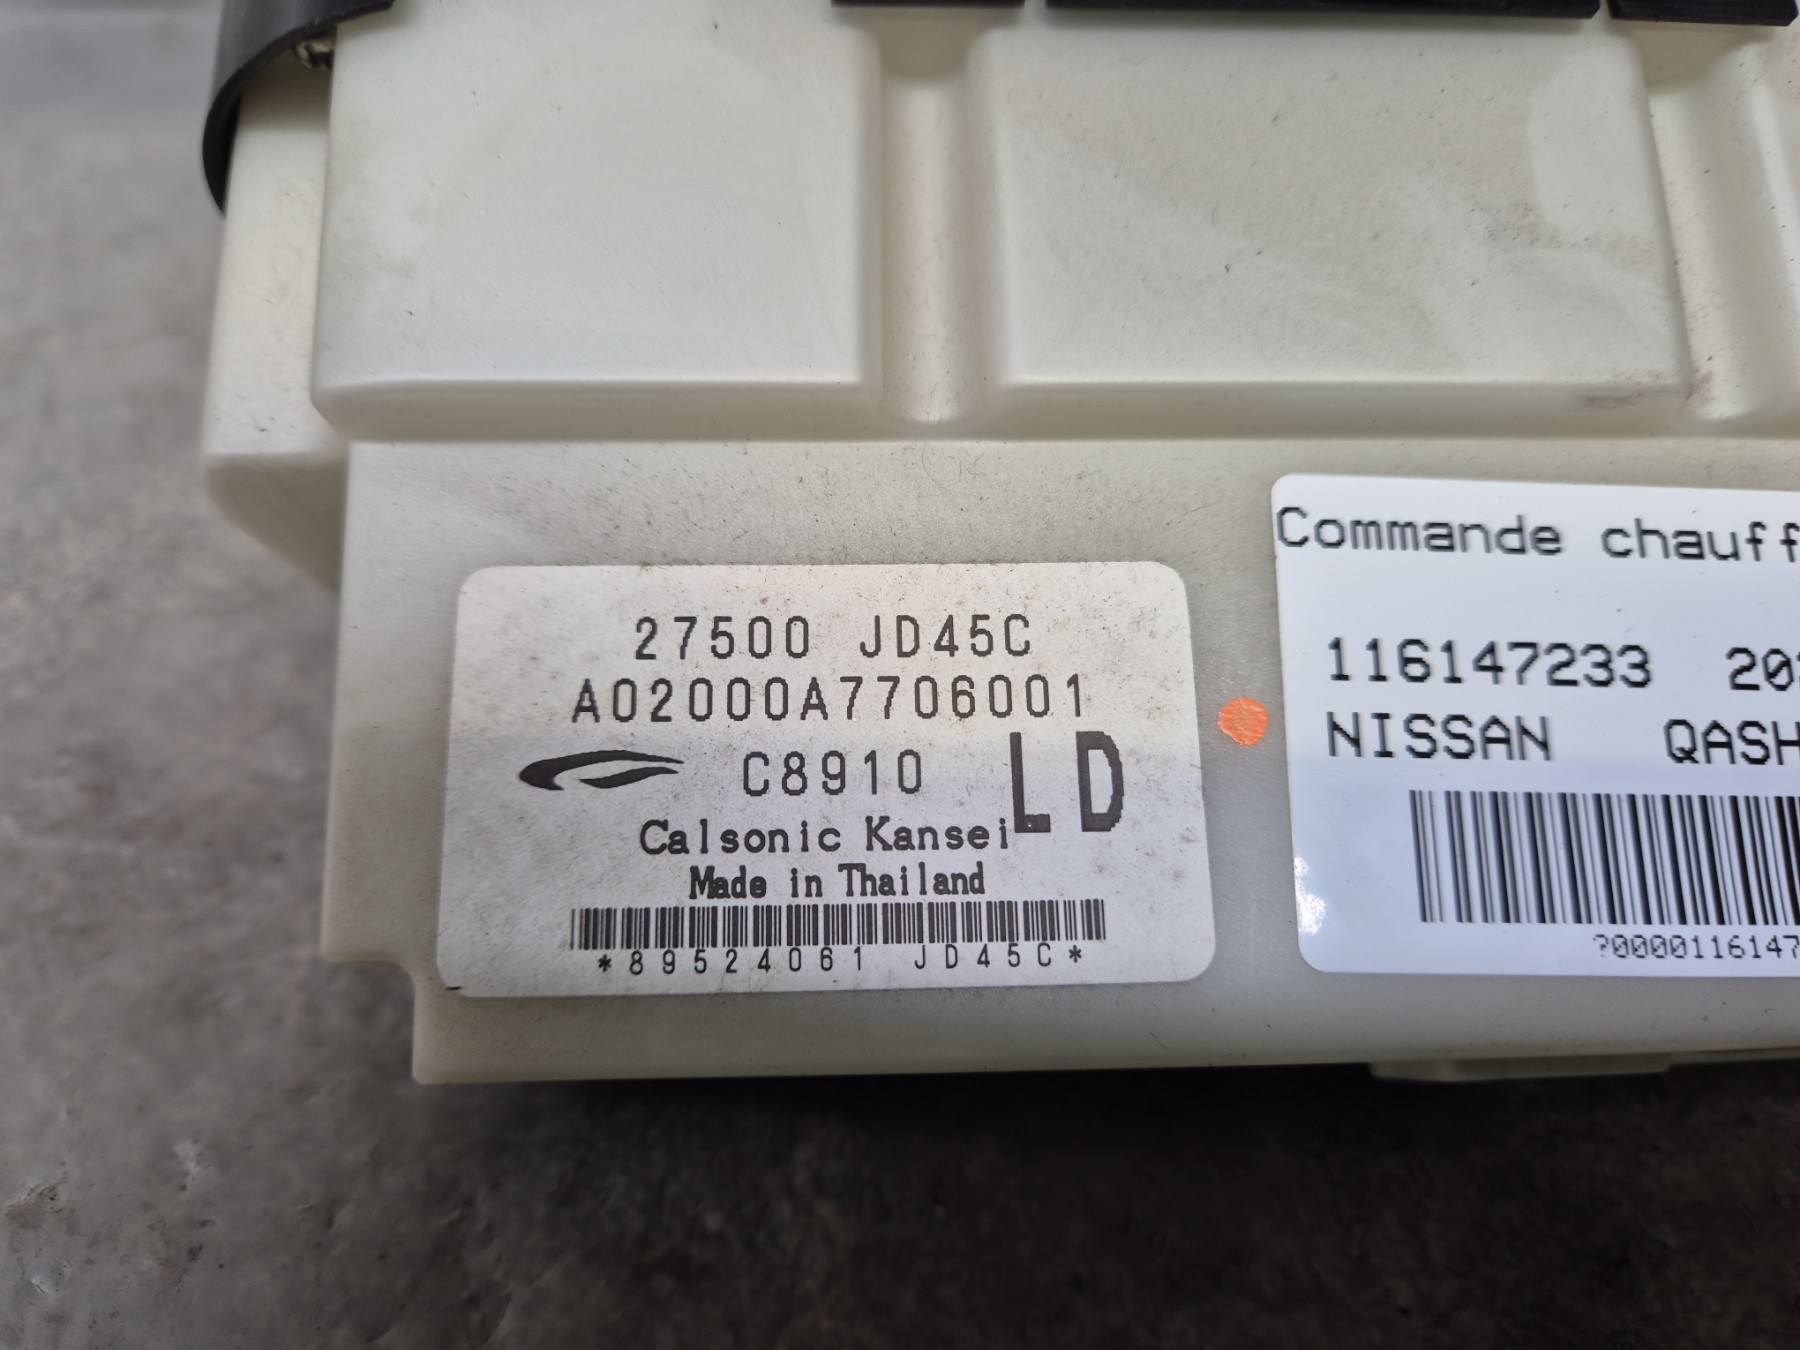 27500 JD45C
A02000A7706001
C8910 LD
Calsonic Kansei
Made in Thailand
*89524061 JD45C*
Commande chauff
116147233 20
NISSAN QASH
?0000116147